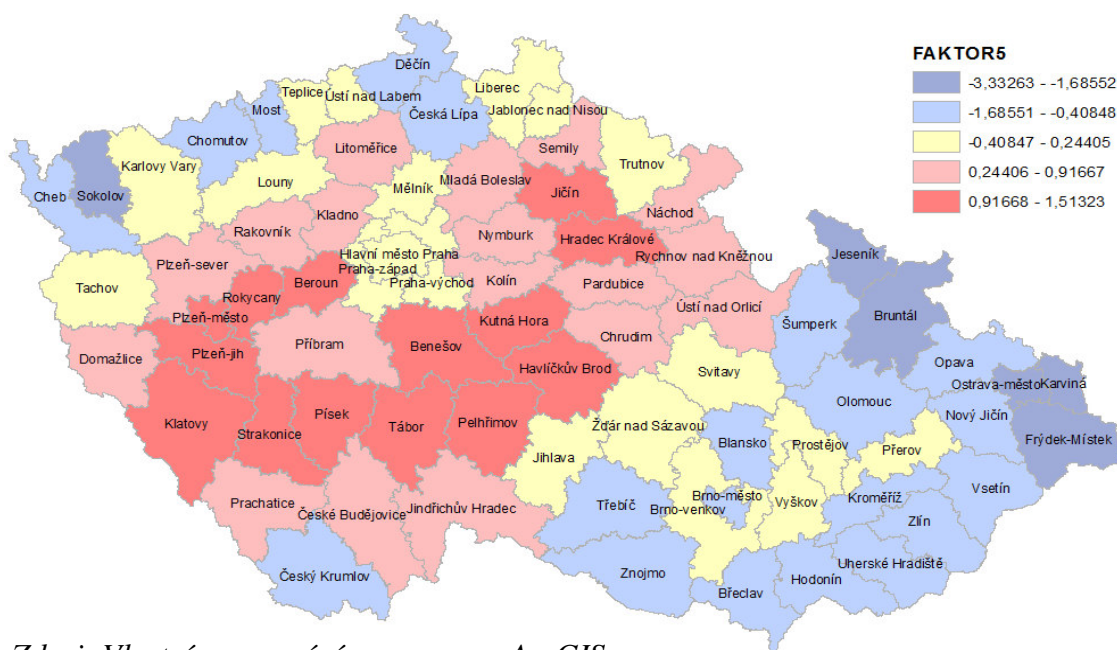 FAKTOR5
-3,33263 - -1,68552
-1,68551 - -0,40848
-0,40847 - 0,24405
0,24406 - 0,91667
0,91668 - 1,51323
Děčín
Liberec
Teplice
Ústí nad Labem
Jablonec nad Nisou
Most
Česká Lípa
Chomutov
Litoměřice
Semily
Trutnov
Karlovy Vary
Louny
Mělník
Mladá Boleslav
Jičín
Cheb
Sokolov
Kladno
Náchod
Rakovník
Nymburk
Hradec Králové
Hlavní město Praha
Rychnov nad Kněžnou
Jeseník
Plzeň-sever
Praha-západ
Beroun
Praha-východ
Kolín
Pardubice
Tachov
Rokycany
Plzeň-město
Ústí nad Orlicí
Bruntál
Šumperk
Kutná Hora
Chrudim
Příbram
Benešov
Plzeň-jih
Domažlice
Havlíčkův Brod
Svitavy
Opava
Ostrava-město
Karviná
Olomouc
Nový Jičín
Klatovy
Písek
Pelhřimov
Tábor
Strakonice
Žďár nad Sázavou
Blansko
Prostějov
Přerov
Frýdek-Místek
Jihlava
Vsetín
Prachatice
České Budějovice
Jindřichův Hradec
Třebíč
Brno-město
Brno-venkov
Vyškov
Kroměříž
Zlín
Český Krumlov
Znojmo
Uherské Hradiště
Hodonín
Břeclav